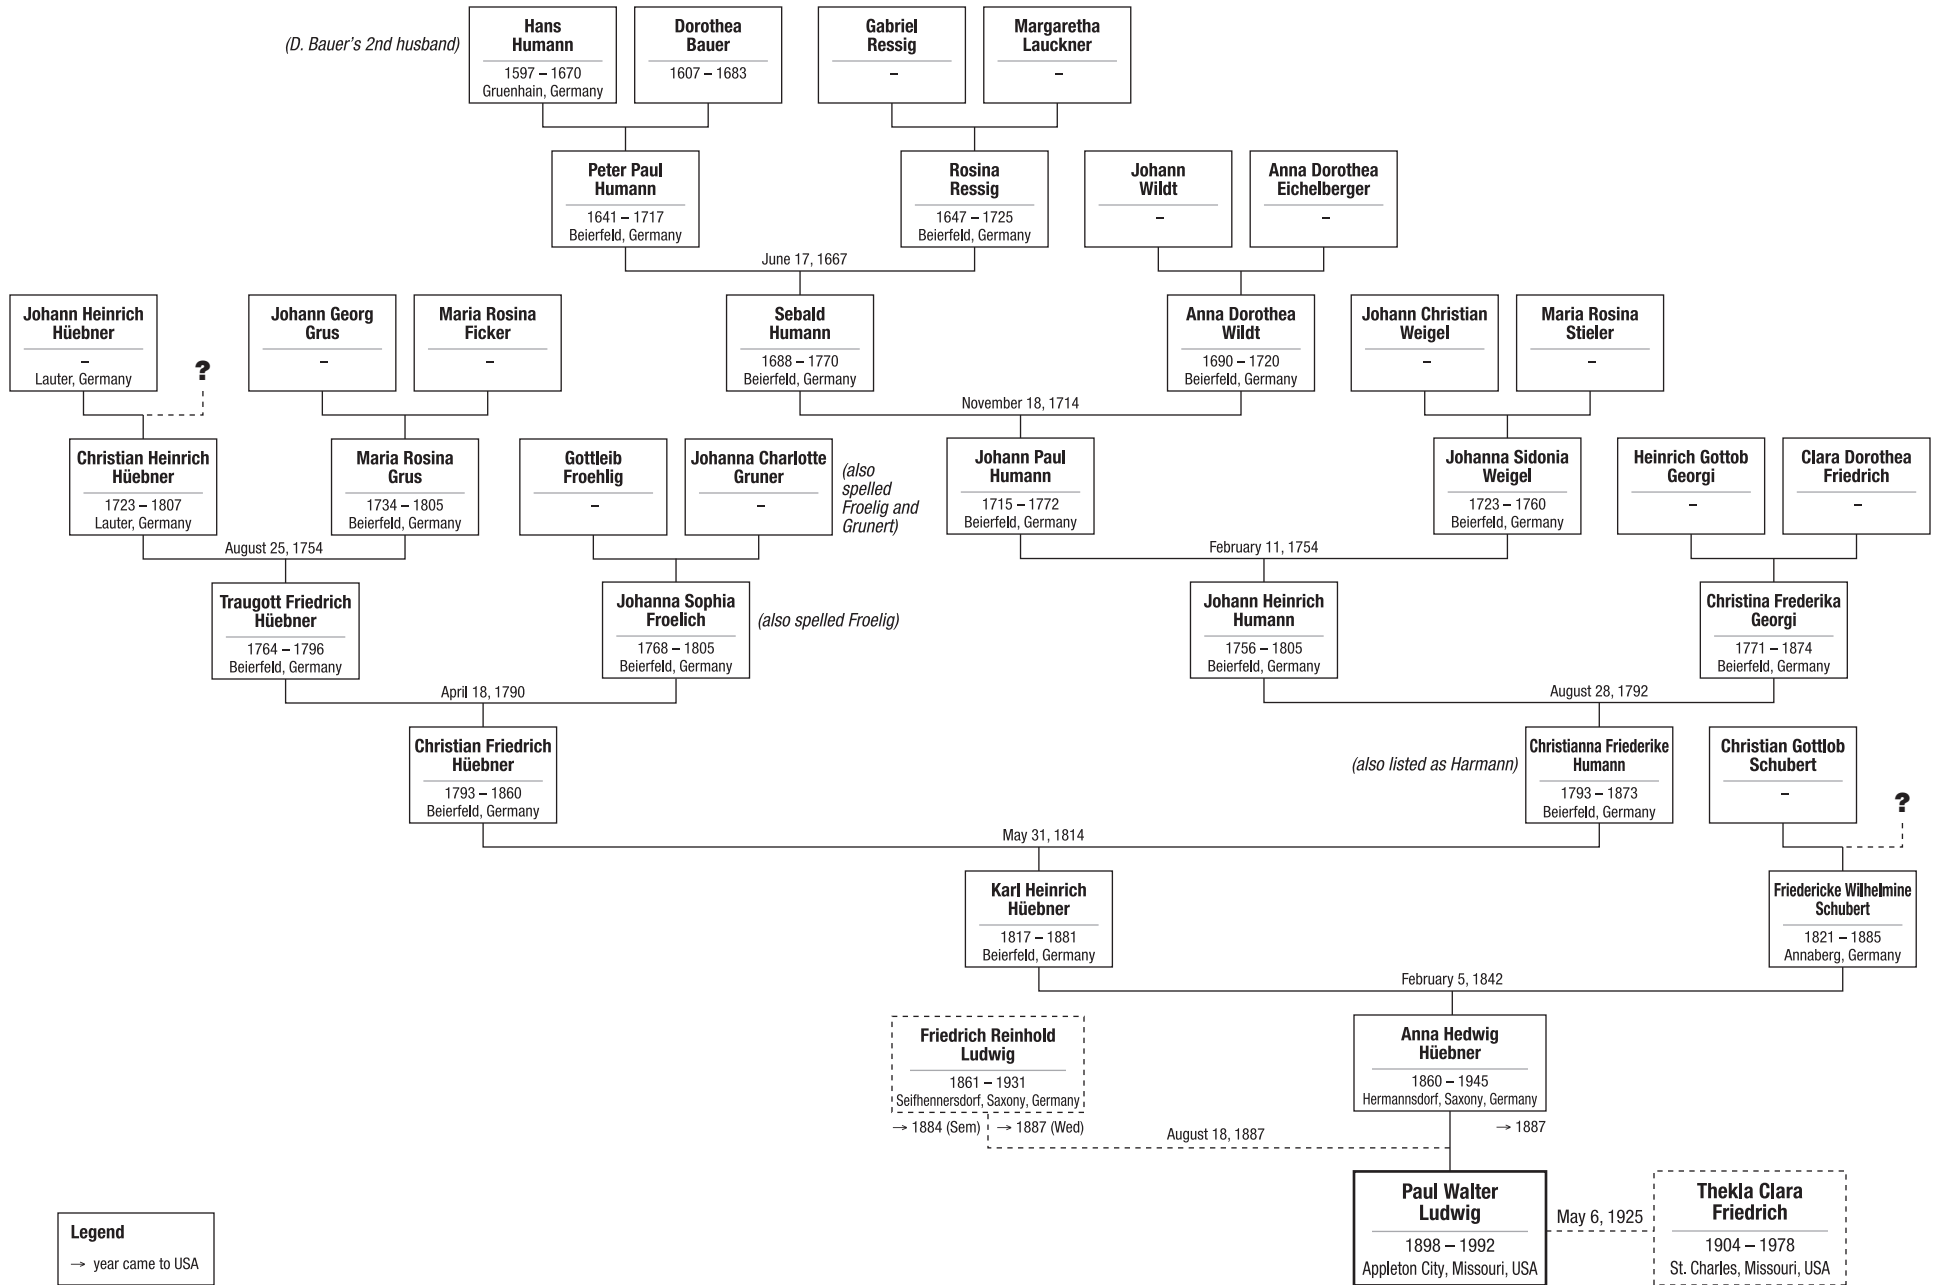 (D. Bauer's 2nd husband)
Hans
Humann
1597 – 1670
Gruenhain, Germany
Dorothea
Bauer
1607 – 1683
Gabriel
Ressig
–
Margaretha
Lauckner
–
Peter Paul
Humann
1641 – 1717
Beierfeld, Germany
Rosina
Ressig
1647 – 1725
Beierfeld, Germany
Johann
Wildt
–
Anna Dorothea
Eichelberger
–
June 17, 1667
Johann Heinrich
Hüebner
–
Lauter, Germany
?
Johann Georg
Grus
–
Maria Rosina
Ficker
–
Sebald
Humann
1688 – 1770
Beierfeld, Germany
Anna Dorothea
Wildt
1690 – 1720
Beierfeld, Germany
Johann Christian
Weigel
–
Maria Rosina
Stieler
–
November 18, 1714
Christian Heinrich
Hüebner
1723 – 1807
Lauter, Germany
Maria Rosina
Grus
1734 – 1805
Beierfeld, Germany
Gottleib
Froehlig
–
Johanna Charlotte
Gruner
–
(also
spelled
Froelig and
Grunert)
Johann Paul
Humann
1715 – 1772
Beierfeld, Germany
Johanna Sidonia
Weigel
1723 – 1760
Beierfeld, Germany
Heinrich Gottob
Georgi
–
Clara Dorothea
Friedrich
–
August 25, 1754
February 11, 1754
Traugott Friedrich
Hüebner
1764 – 1796
Beierfeld, Germany
Johanna Sophia
Froelich
1768 – 1805
Beierfeld, Germany
(also spelled Froelig)
Johann Heinrich
Humann
1756 – 1805
Beierfeld, Germany
Christina Frederika
Georgi
1771 – 1874
Beierfeld, Germany
April 18, 1790
August 28, 1792
Christian Friedrich
Hüebner
1793 – 1860
Beierfeld, Germany
(also listed as Harmann)
Christianna Friederike
Humann
1793 – 1873
Beierfeld, Germany
Christian Gottlob
Schubert
–
?
May 31, 1814
Karl Heinrich
Hüebner
1817 – 1881
Beierfeld, Germany
Friedericke Wilhelmine
Schubert
1821 – 1885
Annaberg, Germany
February 5, 1842
Friedrich Reinhold
Ludwig
1861 – 1931
Seifhennersdorf, Saxony, Germany
→ 1884 (Sem) → 1887 (Wed)
Anna Hedwig
Hüebner
1860 – 1945
Hermannsdorf, Saxony, Germany
→ 1887
August 18, 1887
Paul Walter
Ludwig
1898 – 1992
Appleton City, Missouri, USA
May 6, 1925
Thekla Clara
Friedrich
1904 – 1978
St. Charles, Missouri, USA
Legend
→ year came to USA